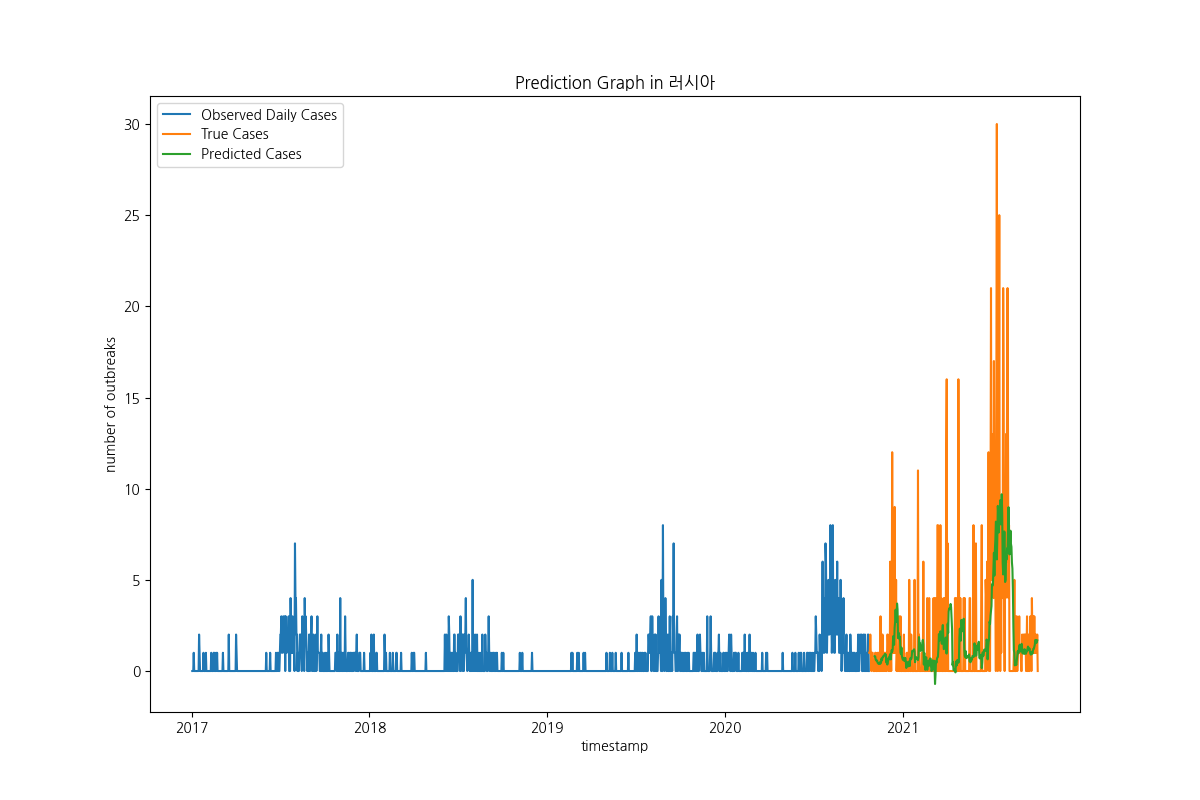 Prediction Graph in 러시아
Observed Daily Cases
True Cases
Predicted Cases
30
25
20
15
10
5
0
number of outbreaks
2017
2018
2019
2020
2021
timestamp